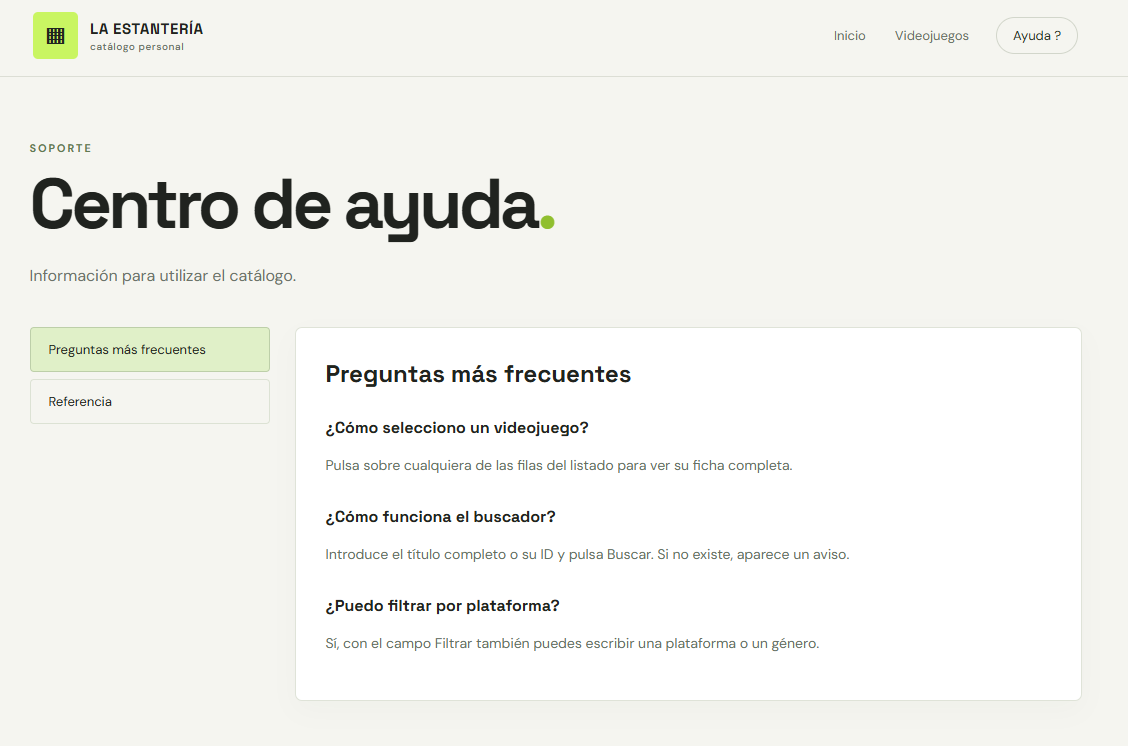 LA ESTANTERÍA
catálogo personal
Inicio
Videojuegos
Ayuda ?
SOPORTE
Centro de ayuda.
Información para utilizar el catálogo.
Preguntas más frecuentes
Referencia
Preguntas más frecuentes
¿Cómo selecciono un videojuego?
Pulsa sobre cualquiera de las filas del listado para ver su ficha completa.
¿Cómo funciona el buscador?
Introduce el título completo o su ID y pulsa Buscar. Si no existe, aparece un aviso.
¿Puedo filtrar por plataforma?
Sí, con el campo Filtrar también puedes escribir una plataforma o un género.